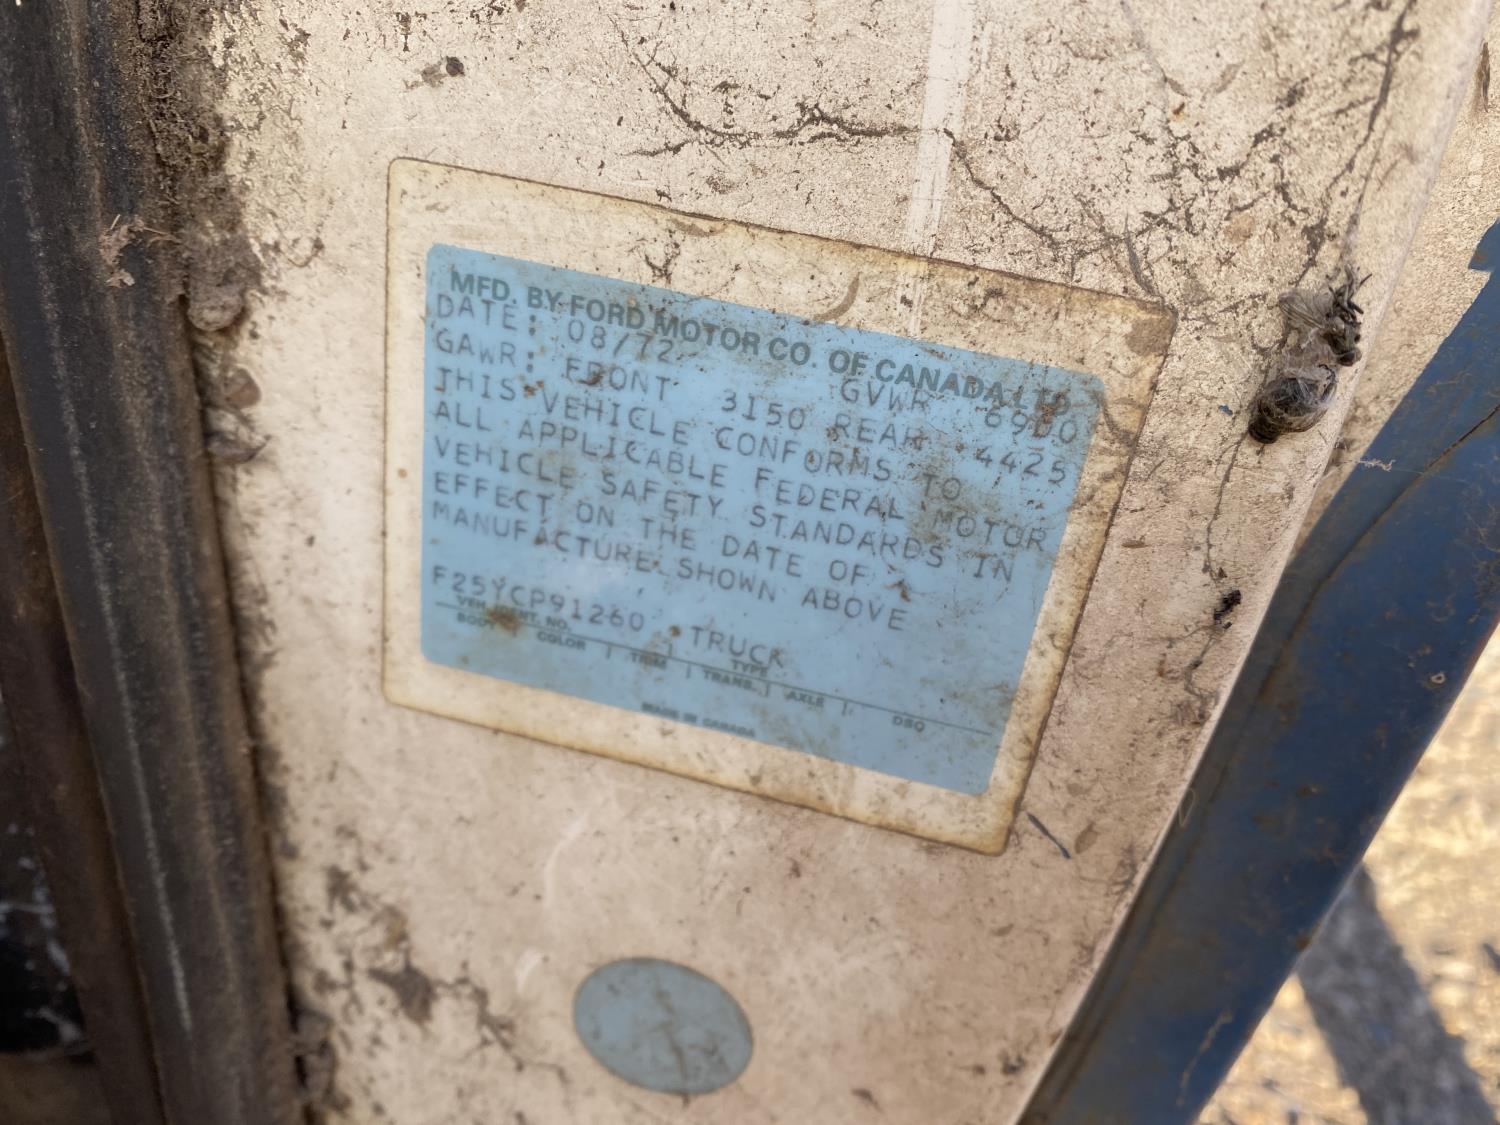 MFD. BY FORD MOTOR CO. OF CANADA LTD.
DATE: 08/72 GVWR
GAWR: FRONT 3150 REAR 4425
THIS VEHICLE CONFORMS TO
ALL APPLICABLE FEDERAL MOTOR
VEHICLE SAFETY STANDARDS IN
EFFECT ON THE DATE OF
MANUFACTURE SHOWN ABOVE
F25YCP91260 TRUCK
VEH. IDENT. NO. TYPE
BODY COLOR TRIM TRANS. AXLE DSO
MADE IN CANADA